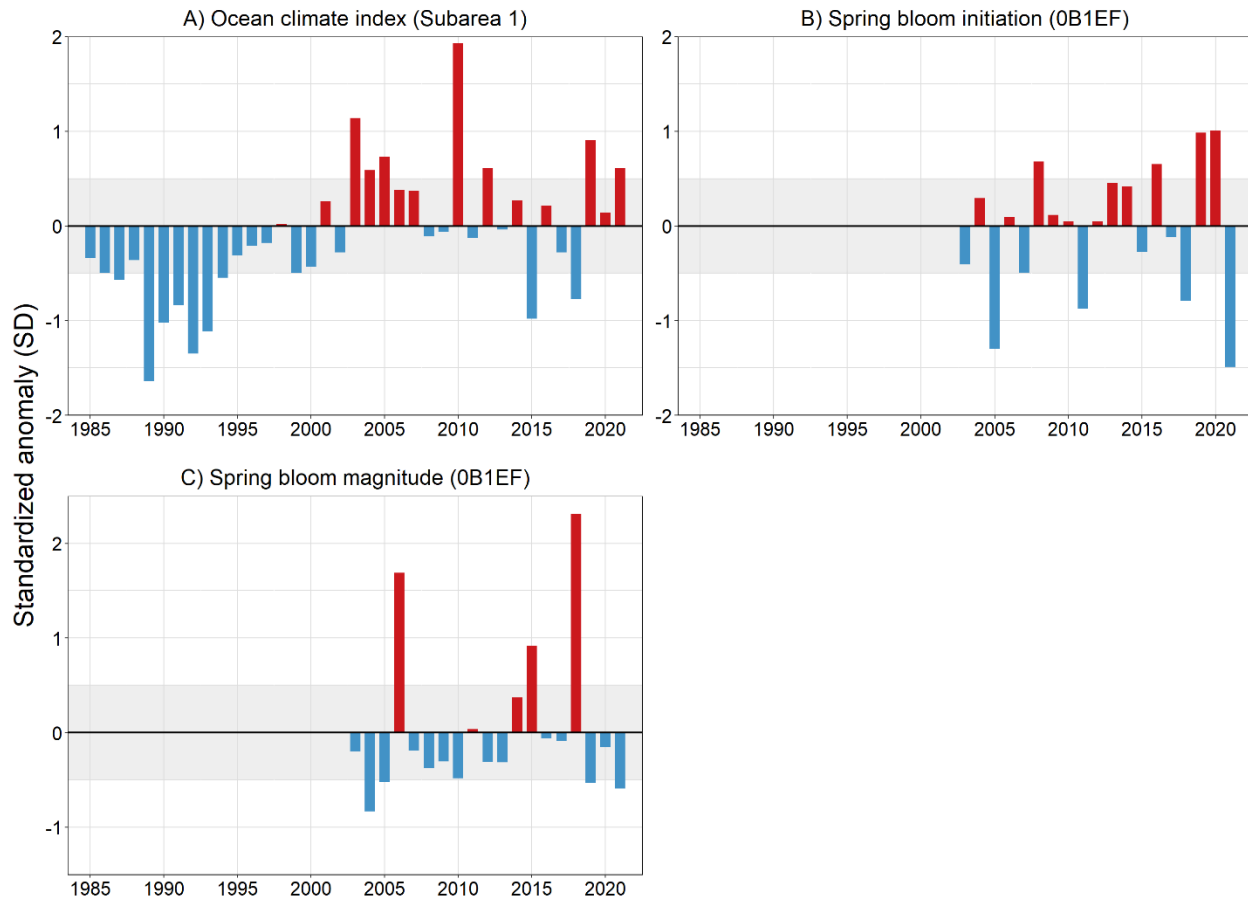 A) Ocean climate index (Subarea 1)
B) Spring bloom initiation (0B1EF)
2
1
0
-1
-2
2
1
0
-1
-2
1985 1990 1995 2000 2005 2010 2015 2020
1985 1990 1995 2000 2005 2010 2015 2020
Standardized anomaly (SD)
C) Spring bloom magnitude (0B1EF)
2
1
0
-1
1985 1990 1995 2000 2005 2010 2015 2020